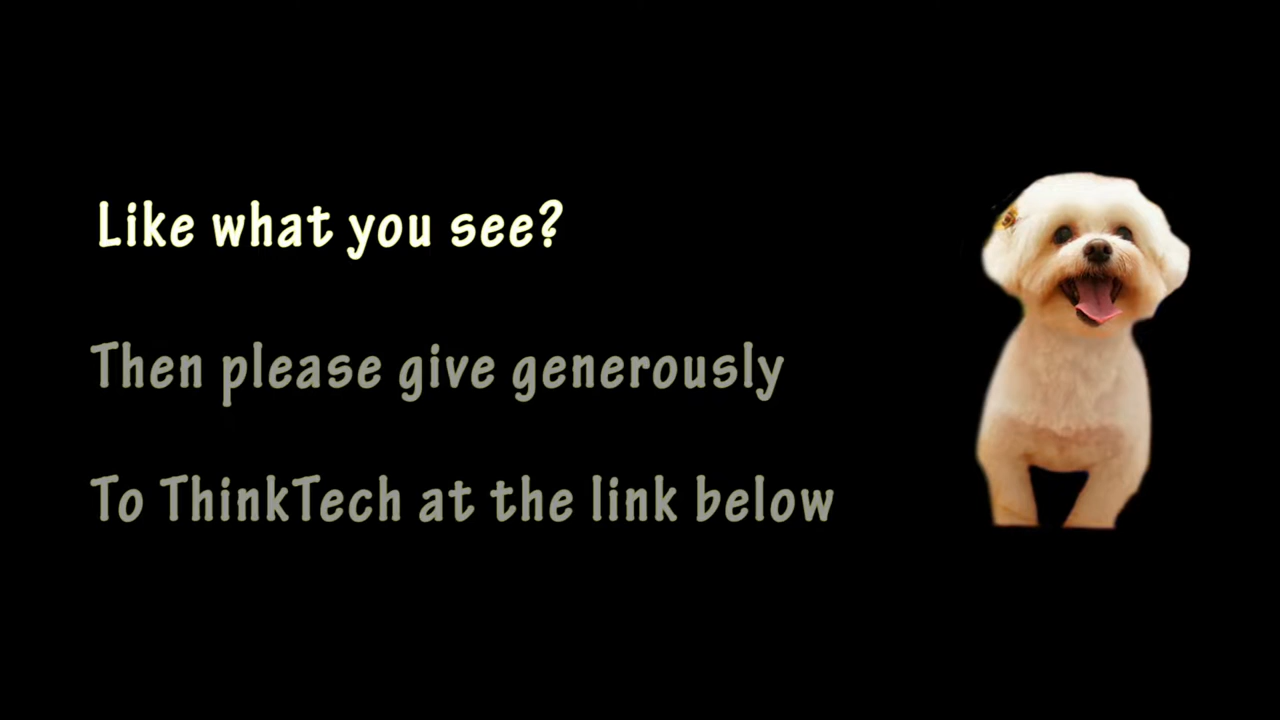 Like what you see?
Then please give generously
To ThinkTech at the link below